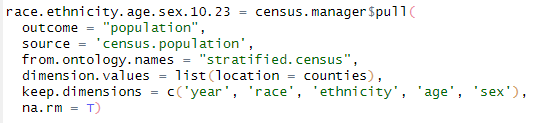 race.ethnicity.age.sex.10.23 = census.manager$pull(
outcome = "population",
source = 'census.population',
from.ontology.names = "stratified.census",
dimension.values = list(location = counties),
keep.dimensions = c('year', 'race', 'ethnicity', 'age', 'sex'),
na.rm = T)